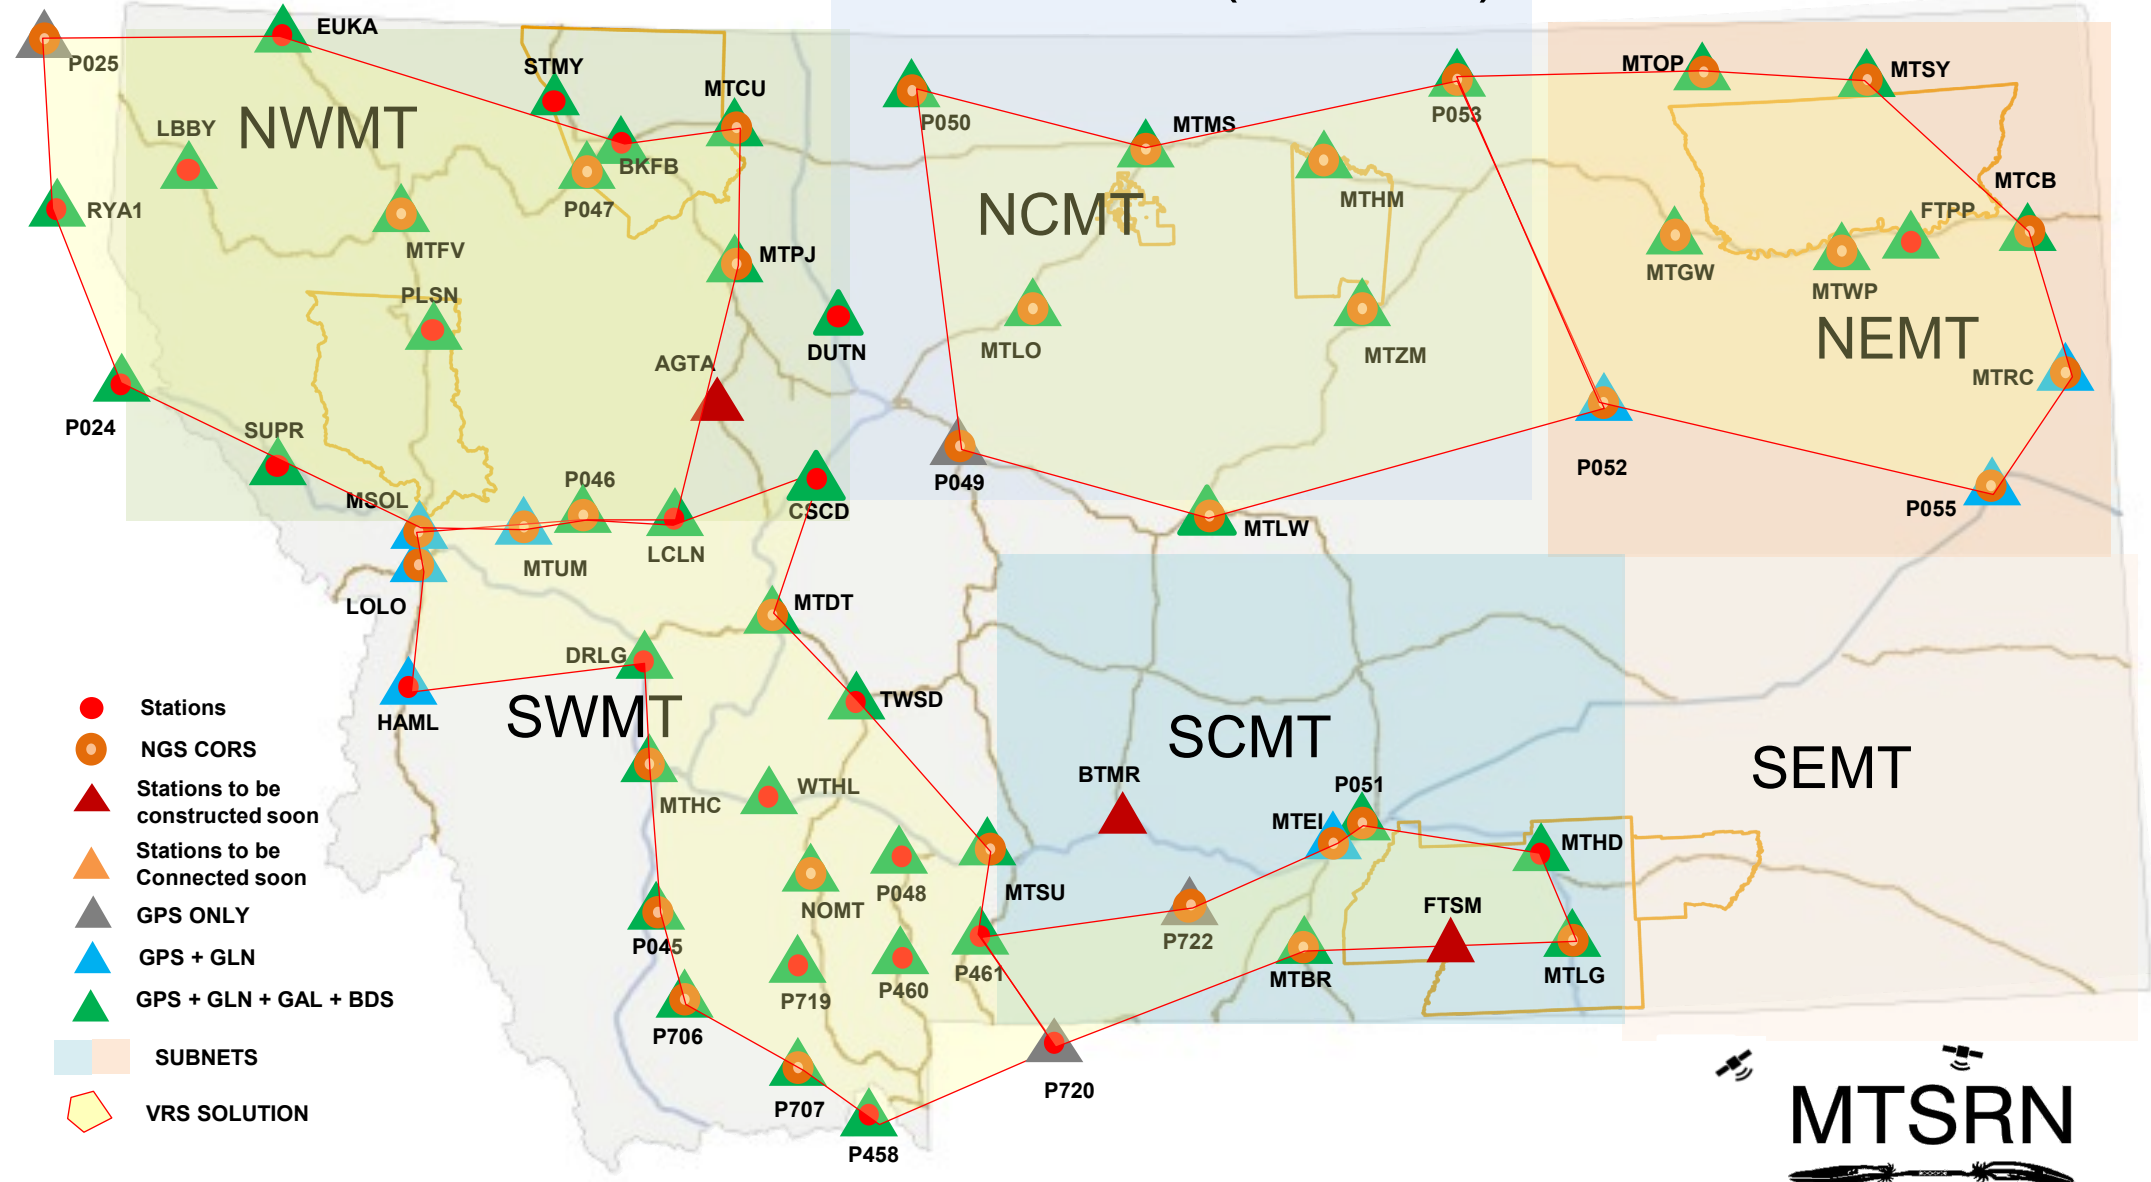 EUKA
P025
STMY
MTCU
LBBY
NWMT
BKFB
P047
RYA1
MTFV
MTPJ
PLSN
DUTN
AGTA
P024
SUPR
MSOL
P046
CSCD
MTUM
LCLN
LOLO
P050
MTMS
P053
NCMT
MTHM
MTLO
MTZM
P049
MTLW
MTOP
MTSY
MTCB
FTPP
MTGW
MTWP
NEMT
MTRC
P052
P055
MTDT
DRLG
HAML
SWMT
TWSD
MTHC
WTHL
NOMT
P048
MTSU
P045
P719
P460
P461
P706
P707
P458
P720
SCMT
BTMR
P051
MTEI
MTHD
P722
FTSM
MTBR
MTLG
SEMT
Stations
NGS CORS
Stations to be
constructed soon
Stations to be
Connected soon
GPS ONLY
GPS + GLN
GPS + GLN + GAL + BDS
SUBNETS
VRS SOLUTION
MTSRN